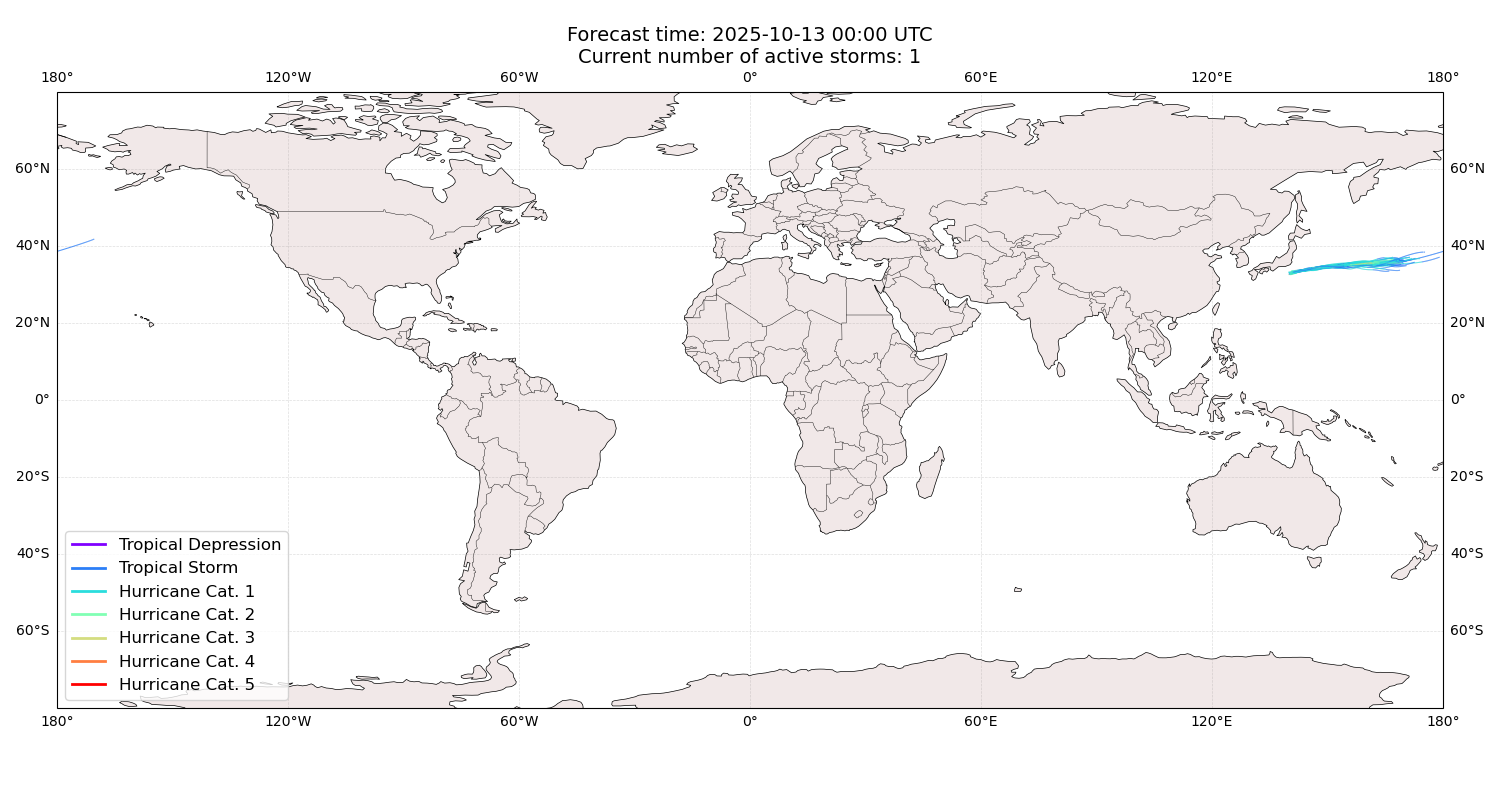 Forecast time: 2025-10-13 00:00 UTC
Current number of active storms: 1
180° 120°W 60°W 0° 60°E 120°E 180°
60°N 60°N
40°N 40°N
20°N 20°N
0° 0°
20°S 20°S
40°S 40°S
60°S 60°S
Tropical Depression
Tropical Storm
Hurricane Cat. 1
Hurricane Cat. 2
Hurricane Cat. 3
Hurricane Cat. 4
Hurricane Cat. 5
180° 120°W 60°W 0° 60°E 120°E 180°